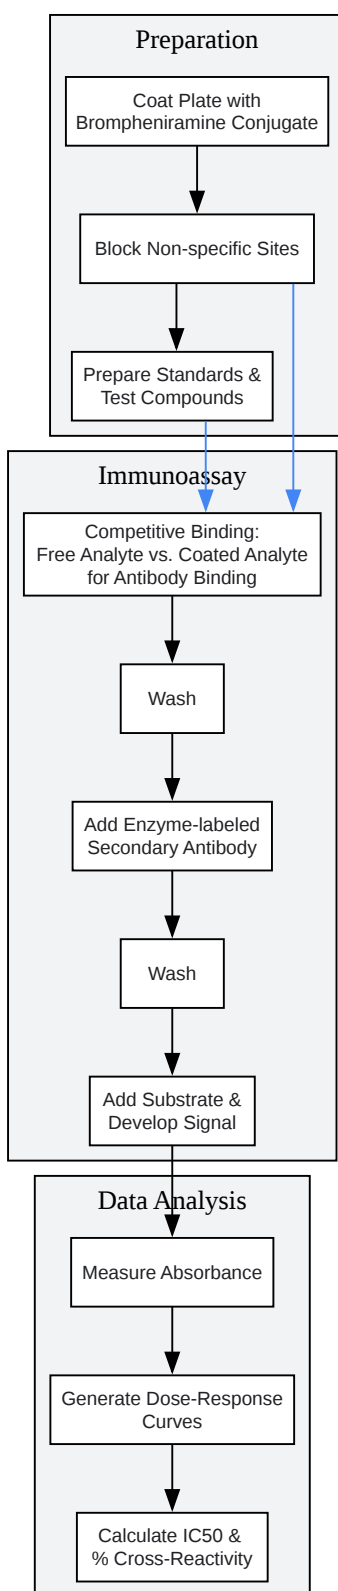 Preparation
Coat Plate with
Brompheniramine Conjugate
Block Non-specific Sites
Prepare Standards &
Test Compounds
Immunoassay
Competitive Binding:
Free Analyte vs. Coated Analyte
for Antibody Binding
Wash
Add Enzyme-labeled
Secondary Antibody
Wash
Add Substrate &
Develop Signal
Data Analysis
Measure Absorbance
Generate Dose-Response
Curves
Calculate IC50 &
% Cross-Reactivity